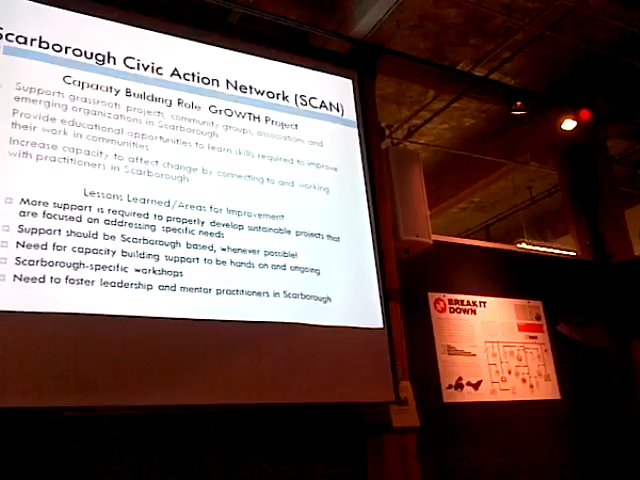 Scarborough Civic Action Network (SCAN)
Capacity Building Role GrOWTH Project
Supports grassroots projects, community groups, associations and
emerging organizations in Scarborough
Provide educational opportunities to learn skills required to improve
their work in communities
Increase capacity to affect change by connecting to and working
with practitioners in Scarborough
Lessons Learned/Areas for Improvement
More support is required to properly develop sustainable projects that
are focused on addressing specific needs
Support should be Scarborough based, whenever possible!
Need for capacity building support to be hands on and ongoing
Scarborough-specific workshops
Need to foster leadership and mentor practitioners in Scarborough
BREAK IT
DOWN